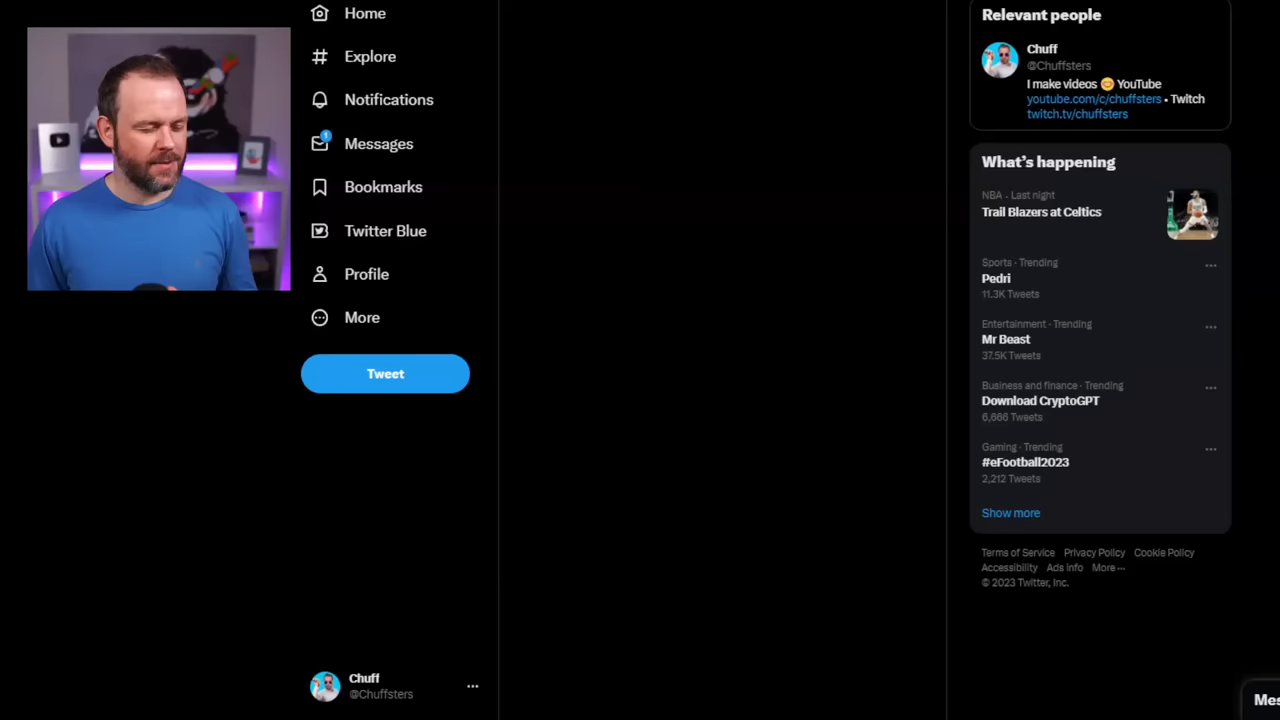 Home
Explore
Notifications
1
Messages
Bookmarks
Twitter Blue
Profile
More
Tweet
Chuff
@Chuffsters
Relevant people
Chuff
@Chuffsters
I make videos 😊 YouTube
youtube.com/c/chuffsters • Twitch
twitch.tv/chuffsters
What's happening
NBA · Last night
Trail Blazers at Celtics
Sports · Trending
Pedri
11.3K Tweets
Entertainment · Trending
Mr Beast
37.5K Tweets
Business and finance · Trending
Download CryptoGPT
6,666 Tweets
Gaming · Trending
#eFootball2023
2,212 Tweets
Show more
Terms of Service Privacy Policy Cookie Policy
Accessibility Ads info More ···
© 2023 Twitter, Inc.
Mes